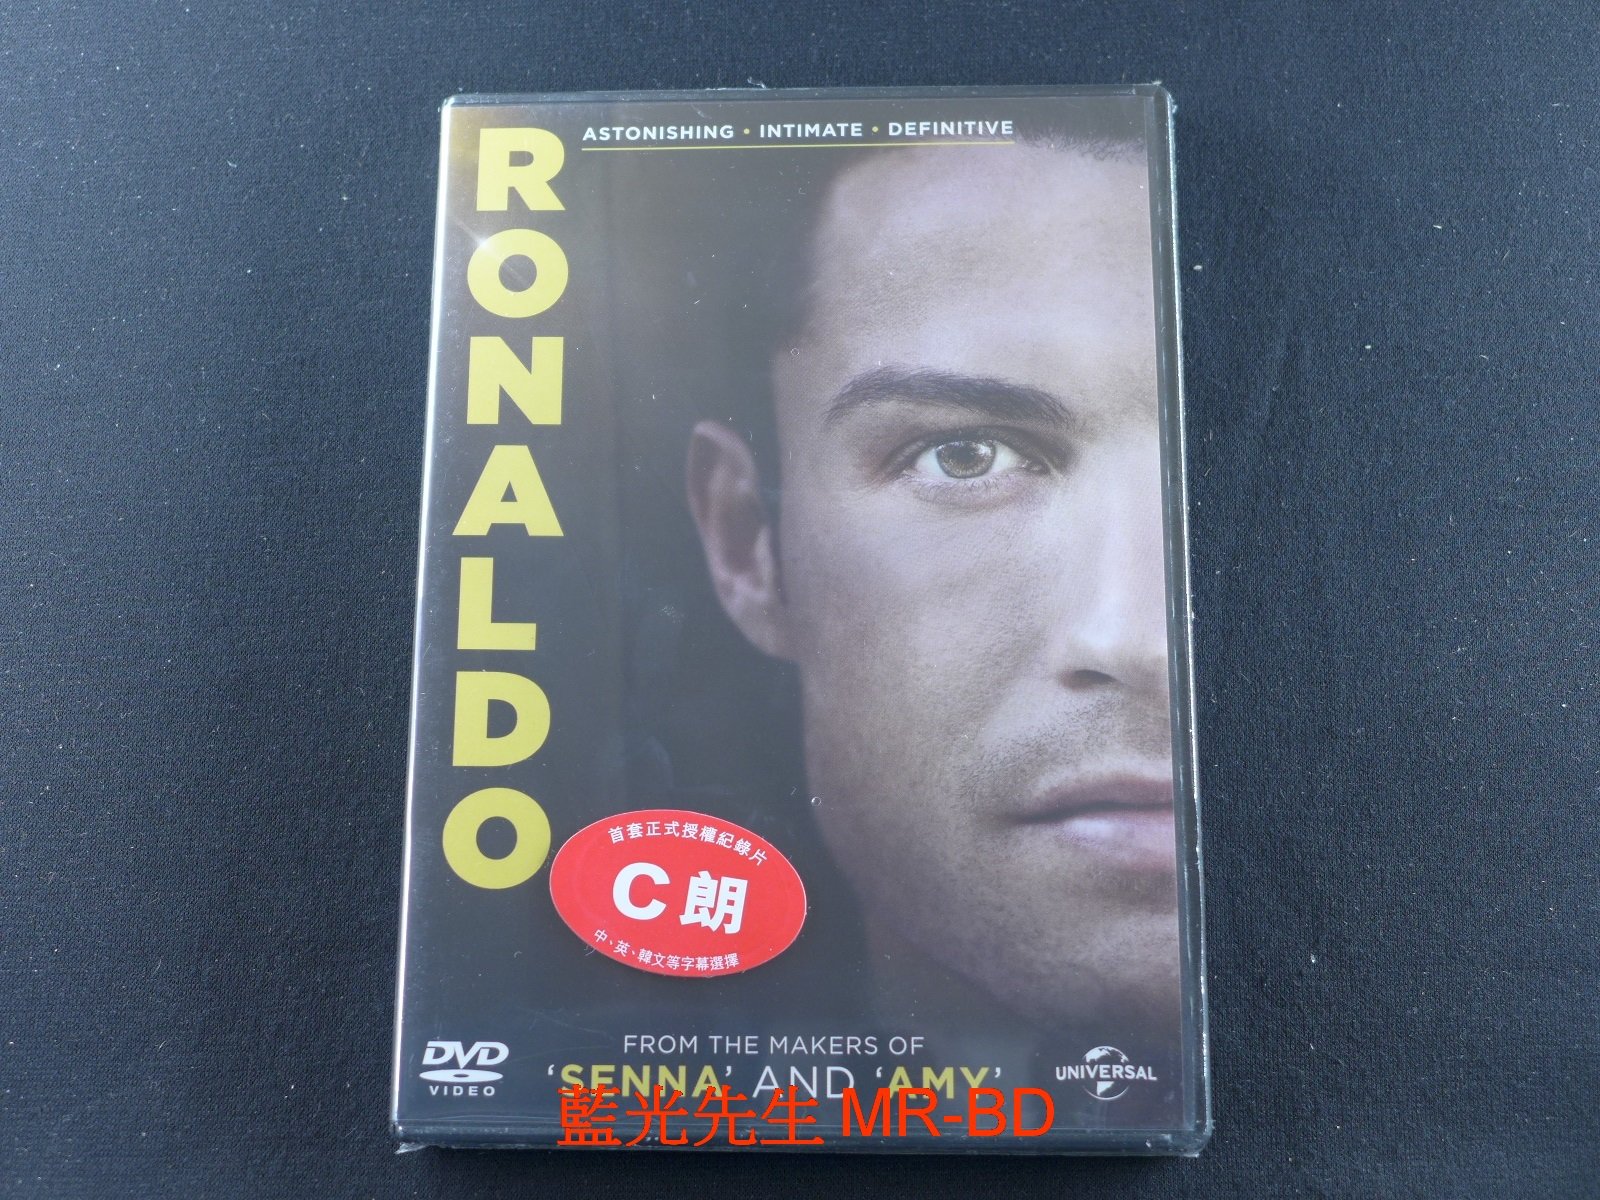 ASTONISHING • INTIMATE • DEFINITIVE
RONALDO
首套正式授權紀錄片
C朗
中、英、韓文等字幕選擇
FROM THE MAKERS OF
'SENNA' AND 'AMY'
DVD
VIDEO
UNIVERSAL
藍光先生 MR-BD